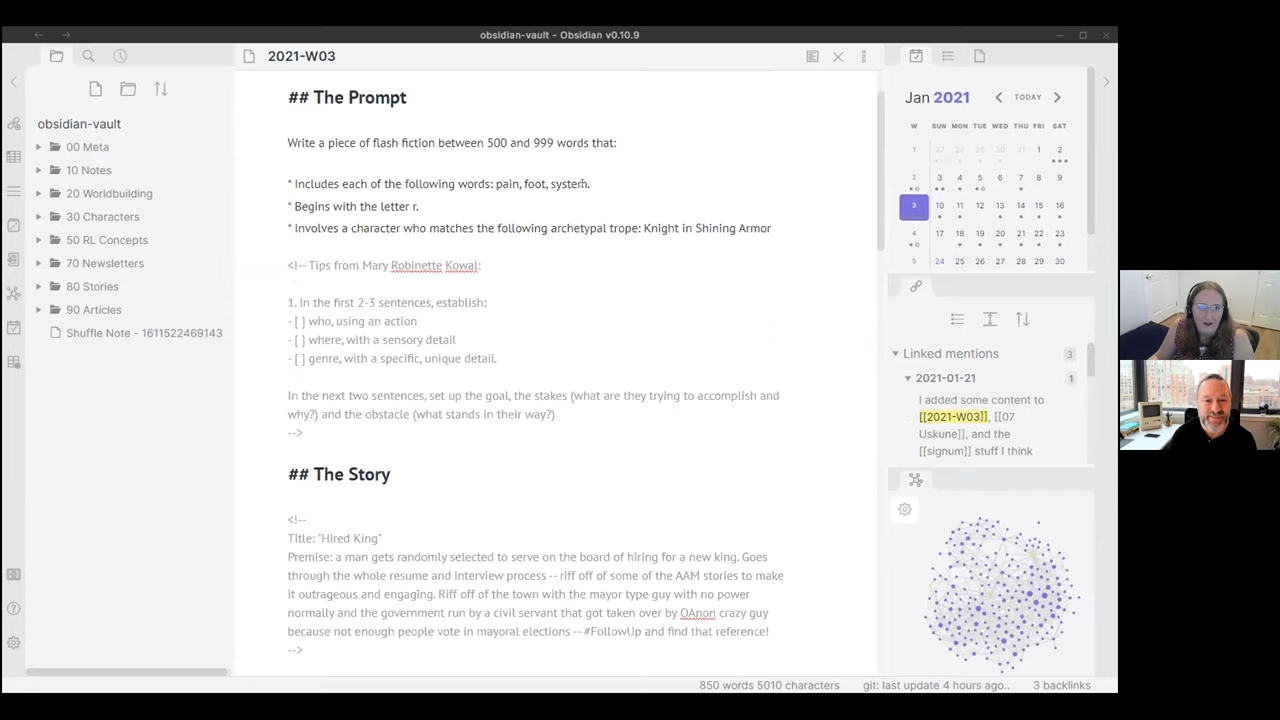 obsidian-vault - Obsidian v0.10.9
2021-W03
obsidian-vault
00 Meta
10 Notes
20 Worldbuilding
30 Characters
50 RL Concepts
70 Newsletters
80 Stories
90 Articles
Shuffle Note - 1611522469143
## The Prompt
Write a piece of flash fiction between 500 and 999 words that:
* Includes each of the following words: pain, foot, system.
* Begins with the letter r.
* Involves a character who matches the following archetypal trope: Knight in Shining Armor
<!-- Tips from Mary Robinette Kowal:
1. In the first 2-3 sentences, establish:
- [ ] who, using an action
- [ ] where, with a sensory detail
- [ ] genre, with a specific, unique detail.
In the next two sentences, set up the goal, the stakes (what are they trying to accomplish and
why?) and the obstacle (what stands in their way?)
-->
## The Story
<!--
Title: "Hired King"
Premise: a man gets randomly selected to serve on the board of hiring for a new king. Goes
through the whole resume and interview process -- riff off of some of the AAM stories to make
it outrageous and engaging. Riff off of the town with the mayor type guy with no power
normally and the government run by a civil servant that got taken over by QAnon crazy guy
because not enough people vote in mayoral elections -- #FollowUp and find that reference!
-->
Jan 2021 TODAY
W SUN MON TUE WED THU FRI SAT
1 27 28 29 30 31 1 2
2 3 4 5 6 7 8 9
3 10 11 12 13 14 15 16
4 17 18 19 20 21 22 23
5 24 25 26 27 28 29 30
Linked mentions 3
2021-01-21 1
I added some content to
[[2021-W03]], [[07
Uskune]], and the
[[signum]] stuff I think
850 words 5010 characters git: last update 4 hours ago.. 3 backlinks